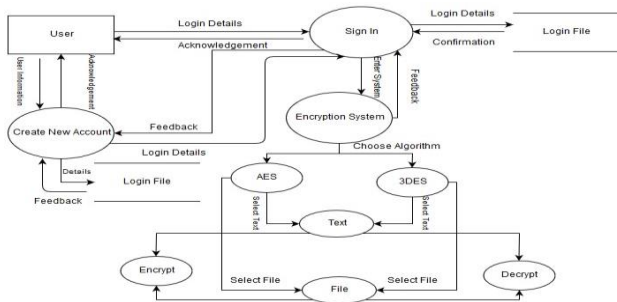 User
Login Details
Acknowledgement
Sign In
Login Details
Confirmation
Login File
User Information
Acknowledgement
Enter System
Feedback
Create New Account
Feedback
Encryption System
Login Details
Choose Algorithm
Details
Login File
Feedback
AES
3DES
Select Text
Select Text
Text
Encrypt
Decrypt
Select File
File
Select File